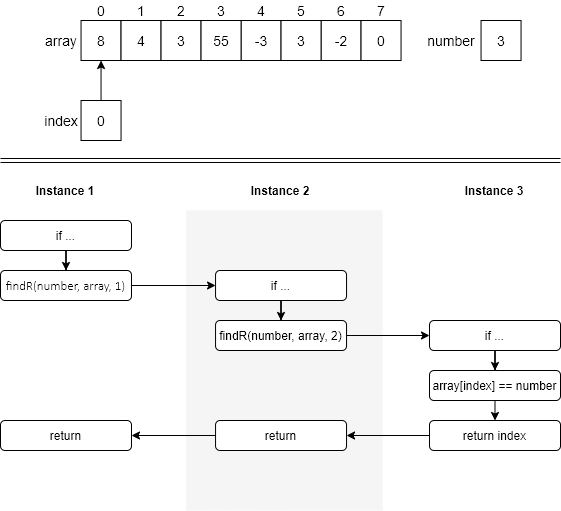 0 1 2 3 4 5 6 7
array 8 4 3 55 -3 3 -2 0 number 3
index 0
Instance 1 Instance 2 Instance 3
if ...
findR(number, array, 1) if ...
findR(number, array, 2) if ...
array[index] == number
return return return index